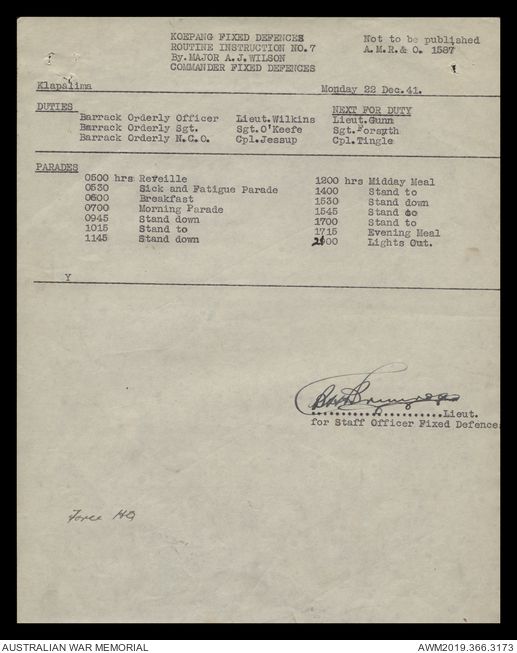 KOEPANG FIXED DEFENCES
ROUTINE INSTRUCTION NO.7
By.MAJOR A.J.WILSON
COMMANDER FIXED DEFENCES
Not to be published
A.M.R.& O. 1587
Klapalima
Monday 22 Dec.41.
DUTIES
NEXT FOR DUTY
Barrack Orderly Officer Lieut.Wilkins Lieut.Gunn
Barrack Orderly Sgt. Sgt.O'Keefe Sgt.Forsyth
Barrack Orderly N.C.O. Cpl.Jessup Cpl.Tingle
PARADES
0500 hrs Reveille
0530 Sick and Fatigue Parade
0600 Breakfast
0700 Morning Parade
0945 Stand down
1015 Stand to
1145 Stand down
1200 hrs Midday Meal
1400 Stand to
1530 Stand down
1545 Stand to
1700 Stand to
1715 Evening Meal
2100 Lights Out.
Y
......................Lieut.
for Staff Officer Fixed Defence
Force HQ
AUSTRALIAN WAR MEMORIAL
AWM2019.366.3173